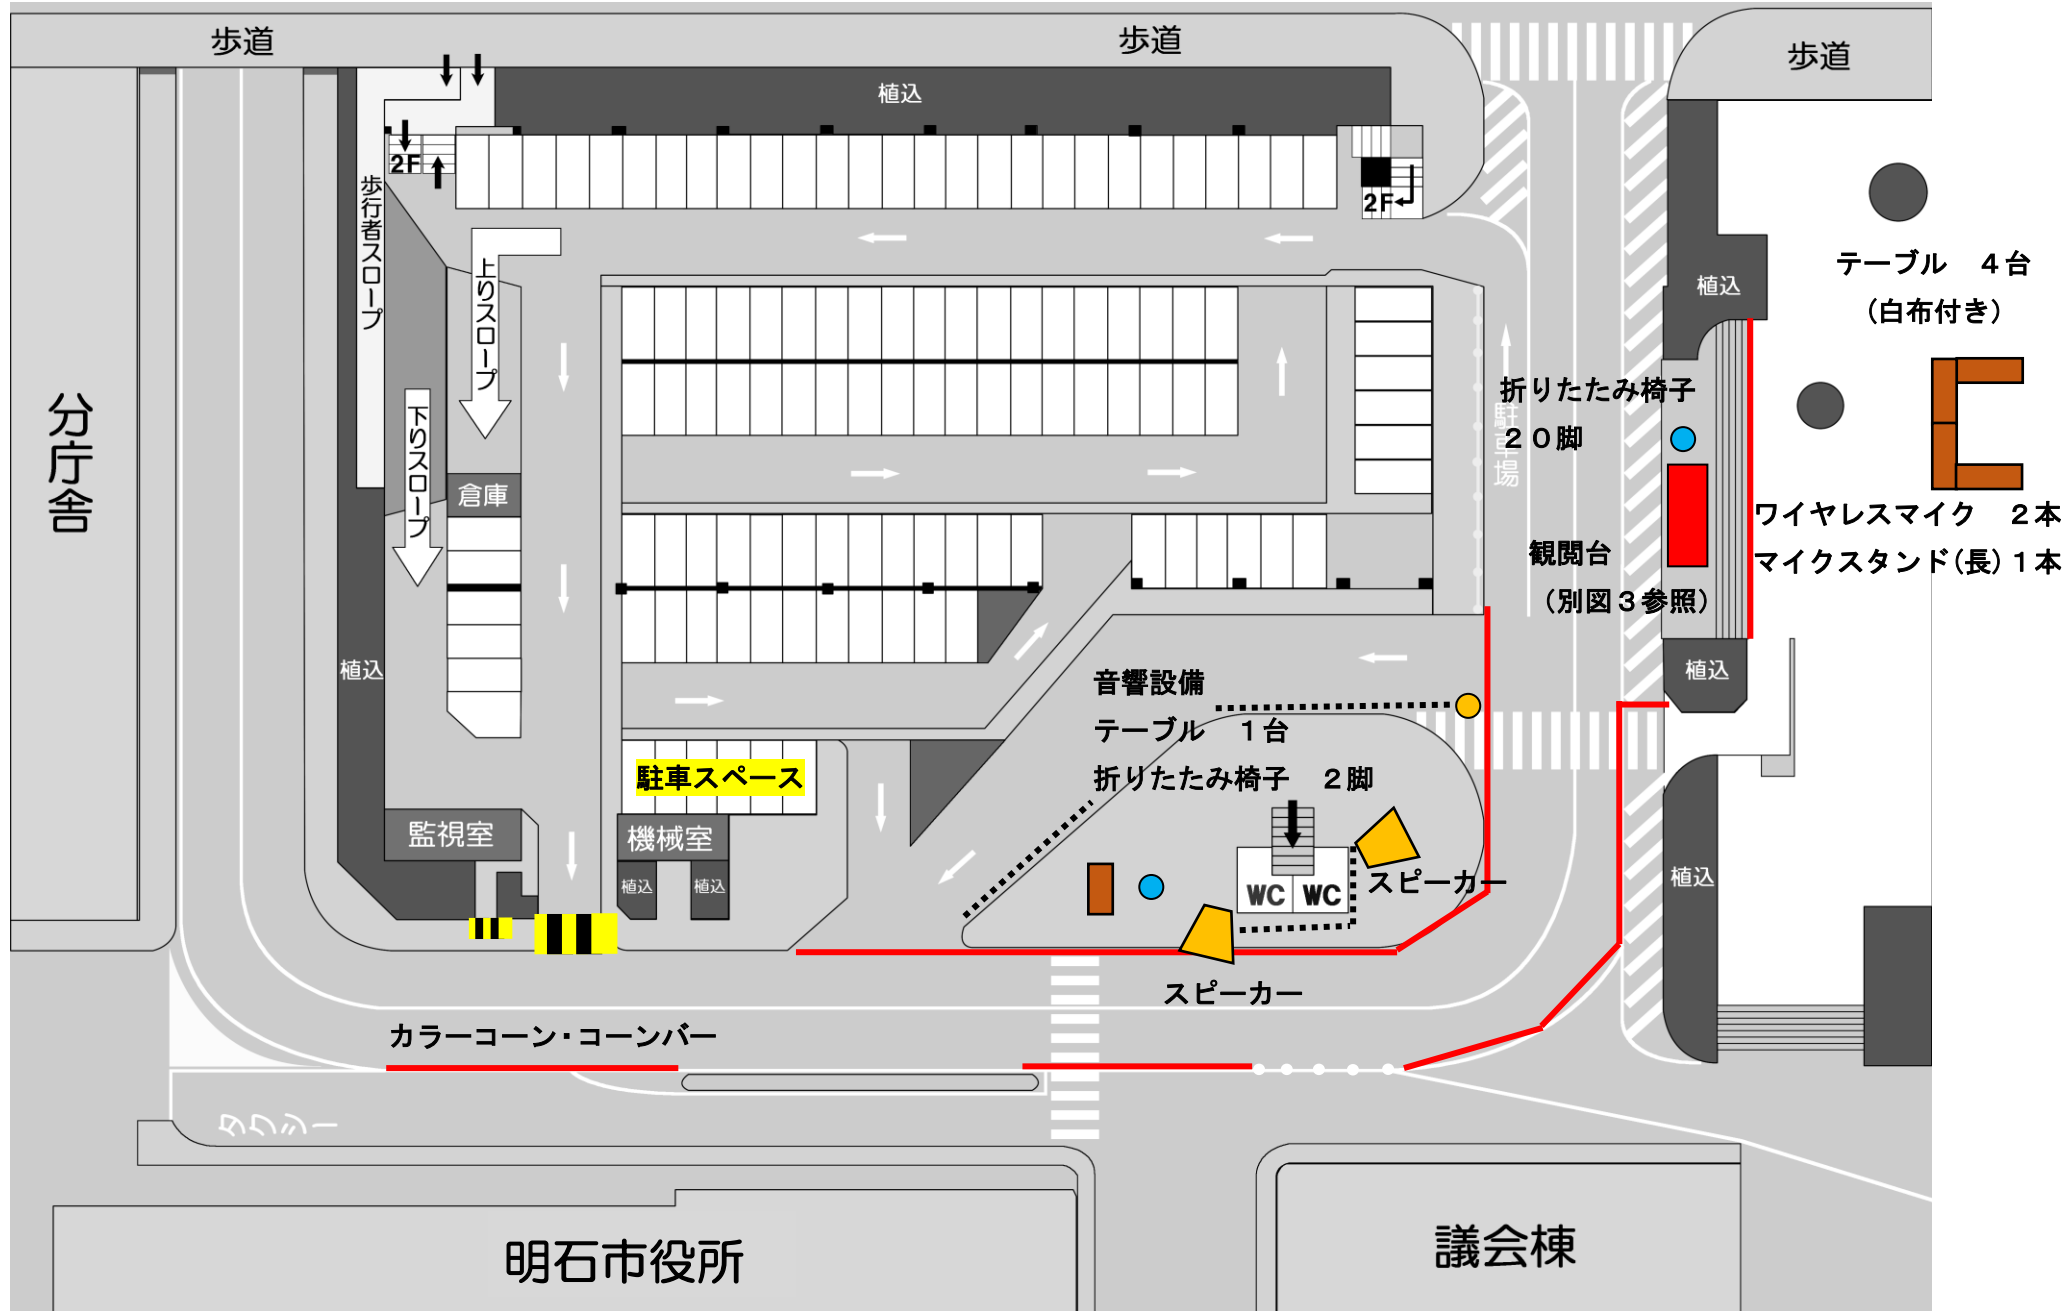 歩道
歩道
歩道
植込
2F
2F
歩行者スロープ
上りスロープ
下りスロープ
植込
テーブル　４台
（白布付き）
分庁舎
倉庫
折りたたみ椅子
２０脚
駐車場
ワイヤレスマイク　２本
マイクスタンド（長）１本
観閲台
（別図３参照）
植込
植込
音響設備
テーブル　１台
折りたたみ椅子　２脚
駐車スペース
監視室
機械室
植込
植込
植込
WC
WC
スピーカー
スピーカー
カラーコーン・コーンバー
タクシー
明石市役所
議会棟